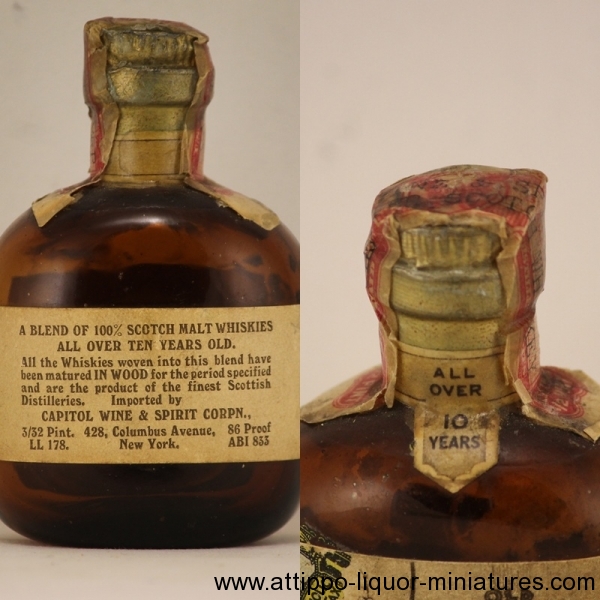 A BLEND OF 100% SCOTCH MALT WHISKIES
ALL OVER TEN YEARS OLD.
All the Whiskies woven into this blend have
been matured IN WOOD for the period specified
and are the product of the finest Scottish
Distilleries. Imported by
CAPITOL WINE & SPIRIT CORPN.,
3/32 Pint. 428, Columbus Avenue, 86 Proof
LL 178. New York. ABI 833
ALL
OVER
10
YEARS
OLD
www.attippo-liquor-miniatures.com